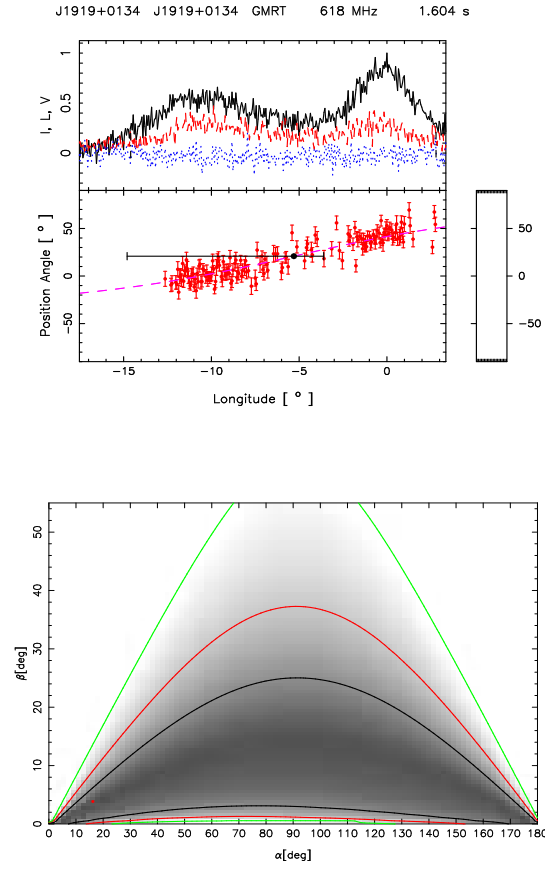 J1919+0134 J1919+0134 GMRT 618 MHz 1.604 s
I, L, V
1
0.5
0
Position Angle [ º ]
50
0
−50
50
0
−50
−15 −10 −5 0
Longitude [ º ]
β[deg]
50
40
30
20
10
0
0 10 20 30 40 50 60 70 80 90 100 110 120 130 140 150 160 170 180
α[deg]